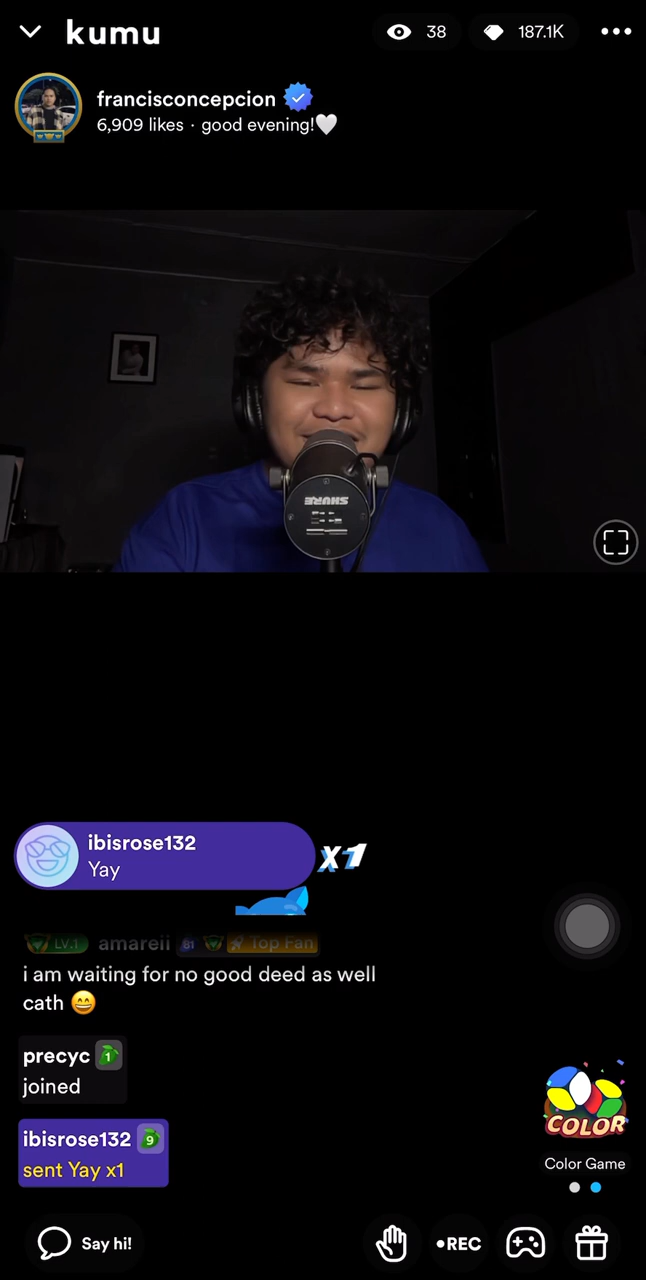 kumu
38
187.1K
francisconcepcion
6,909 likes · good evening!🤍
SHURE
ibisrose132
Yay
X1
LV.1 amareii 61 Top Fan
i am waiting for no good deed as well
cath 😄
precyc 1
joined
ibisrose132 9
sent Yay x1
COLOR
Color Game
Say hi!
•REC